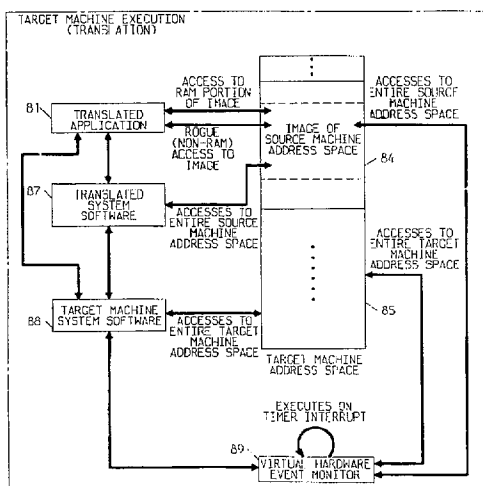 TARGET MACHINE EXECUTION
(TRANSLATION)
ACCESS TO
RAM PORTION
OF IMAGE
ACCESSES TO
ENTIRE SOURCE
MACHINE
ADDRESS SPACE
81
TRANSLATED
APPLICATION
ROGUE
(NON-RAM)
ACCESS TO
IMAGE
IMAGE OF
SOURCE MACHINE
ADDRESS SPACE
84
87
TRANSLATED
SYSTEM
SOFTWARE
ACCESSES TO
ENTIRE SOURCE
MACHINE
ADDRESS SPACE
ACCESSES TO
ENTIRE TARGET
MACHINE
ADDRESS SPACE
88
TARGET MACHINE
SYSTEM SOFTWARE
ACCESSES TO
ENTIRE TARGET
MACHINE
ADDRESS SPACE
85
TARGET MACHINE
ADDRESS SPACE
EXECUTES ON
TIMER INTERRUPT
89
VIRTUAL HARDWARE
EVENT MONITOR